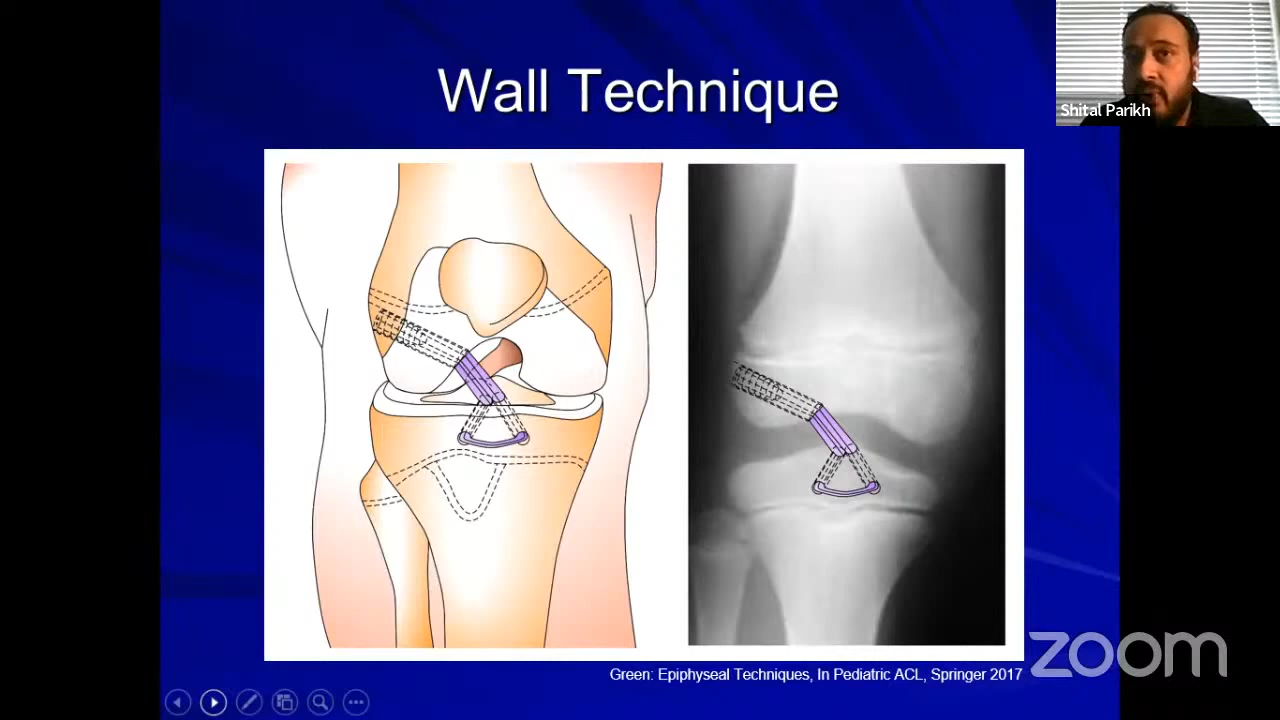 Wall Technique
Shital Parikh
Green: Epiphyseal Techniques, In Pediatric ACL, Springer 2017
zoom